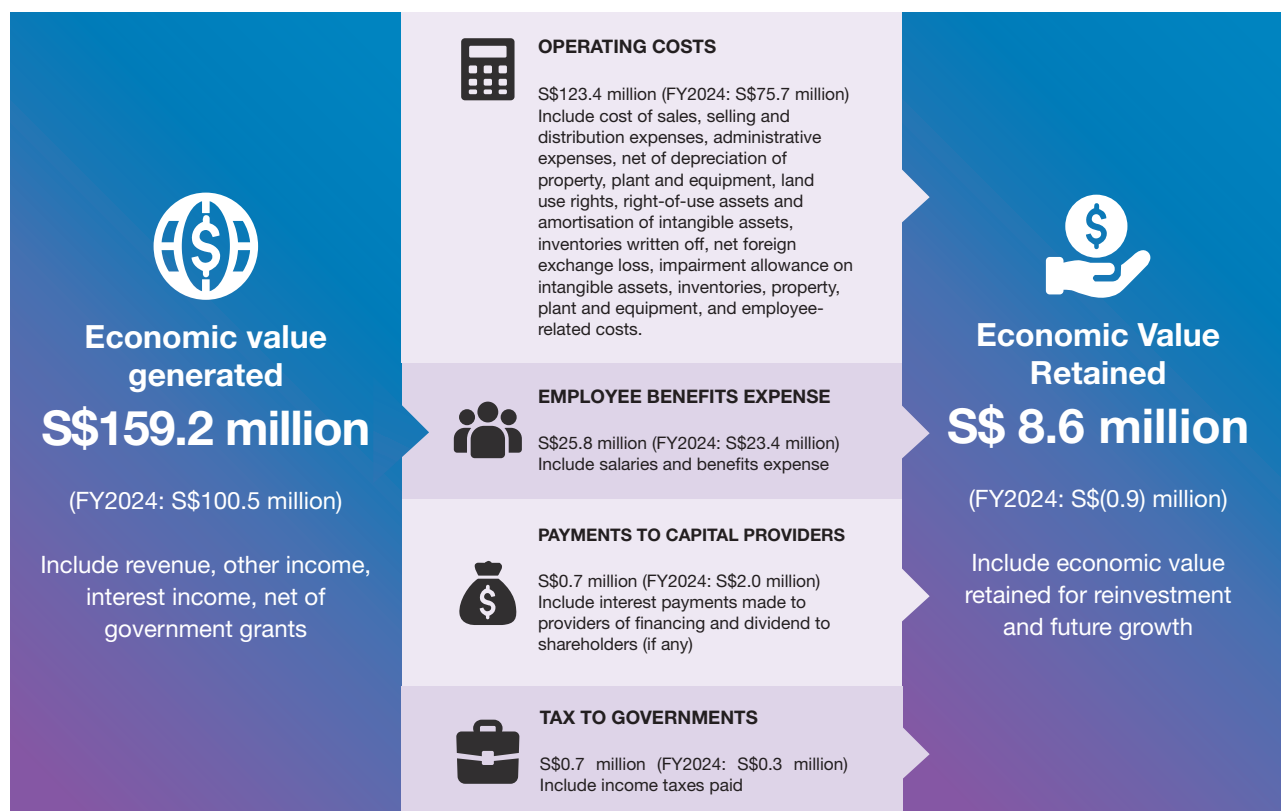 Economic value
generated
S$159.2 million
(FY2024: S$100.5 million)
Include revenue, other income,
interest income, net of
government grants
OPERATING COSTS
S$123.4 million (FY2024: S$75.7 million)
Include cost of sales, selling and
distribution expenses, administrative
expenses, net of depreciation of
property, plant and equipment, land
use rights, right-of-use assets and
amortisation of intangible assets,
inventories written off, net foreign
exchange loss, impairment allowance on
intangible assets, inventories, property,
plant and equipment, and employee-
related costs.
EMPLOYEE BENEFITS EXPENSE
S$25.8 million (FY2024: S$23.4 million)
Include salaries and benefits expense
PAYMENTS TO CAPITAL PROVIDERS
S$0.7 million (FY2024: S$2.0 million)
Include interest payments made to
providers of financing and dividend to
shareholders (if any)
TAX TO GOVERNMENTS
S$0.7 million (FY2024: S$0.3 million)
Include income taxes paid
Economic Value
Retained
S$ 8.6 million
(FY2024: S$(0.9) million)
Include economic value
retained for reinvestment
and future growth